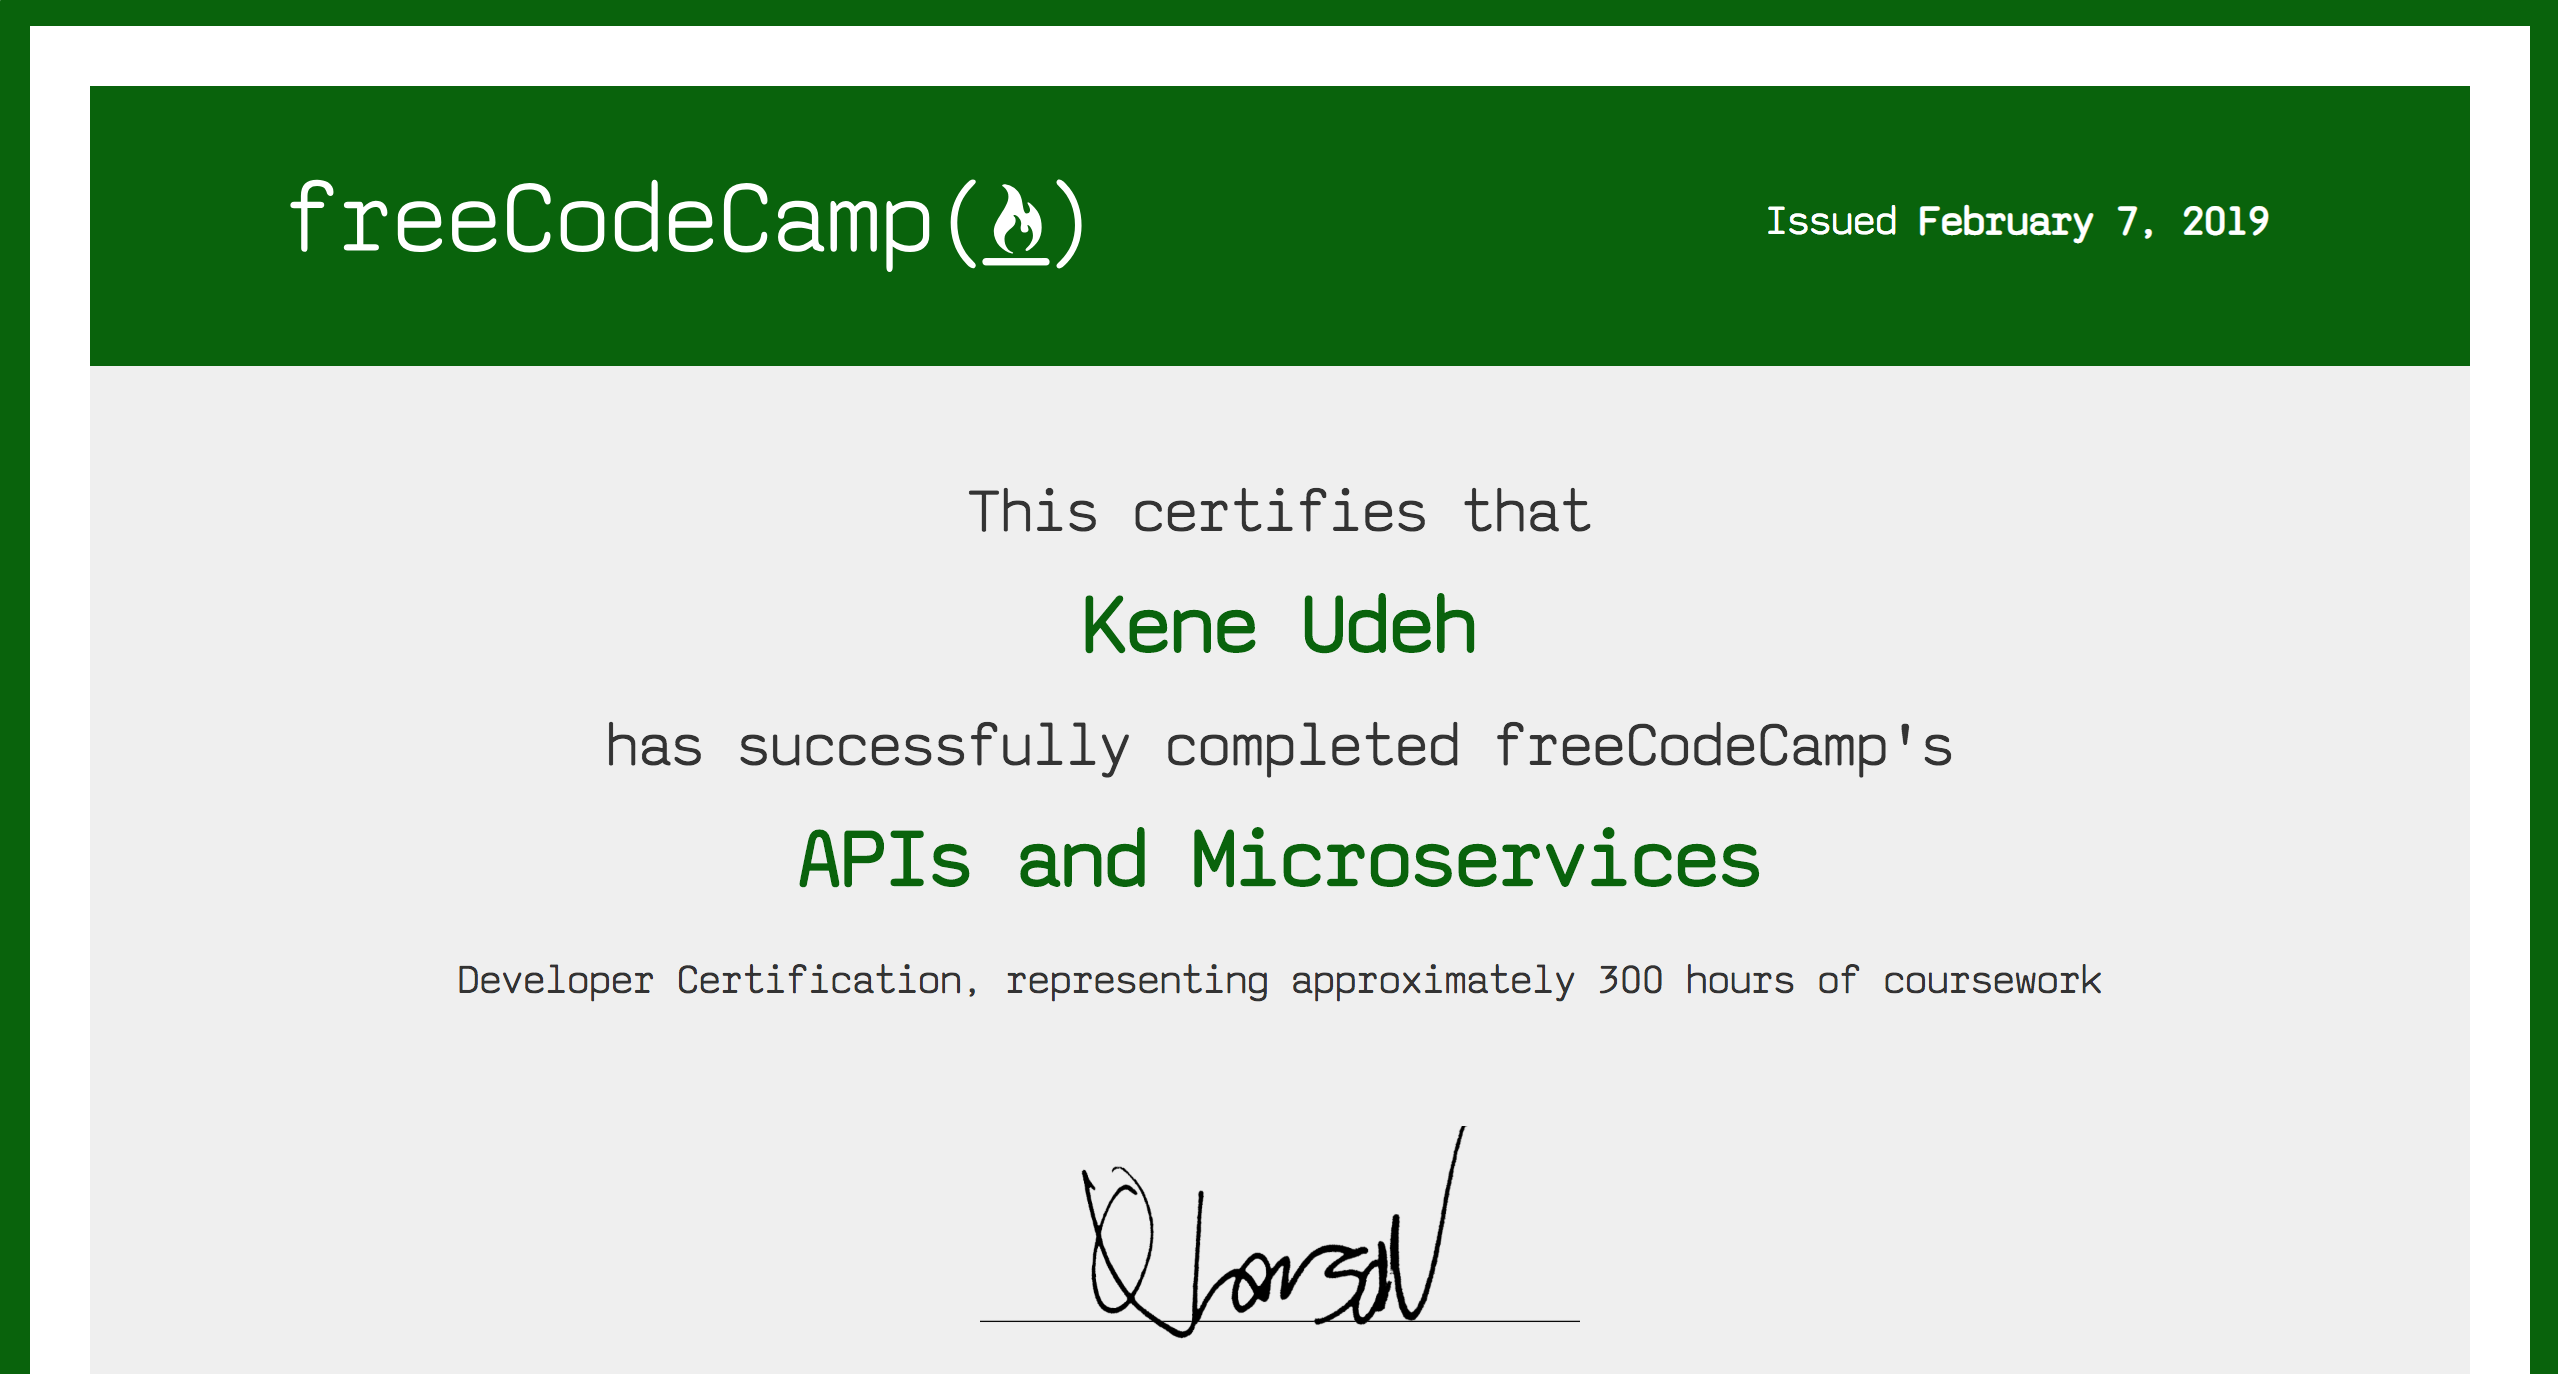 freeCodeCamp(🔥)
Issued February 7, 2019
This certifies that
Kene Udeh
has successfully completed freeCodeCamp's
APIs and Microservices
Developer Certification, representing approximately 300 hours of coursework